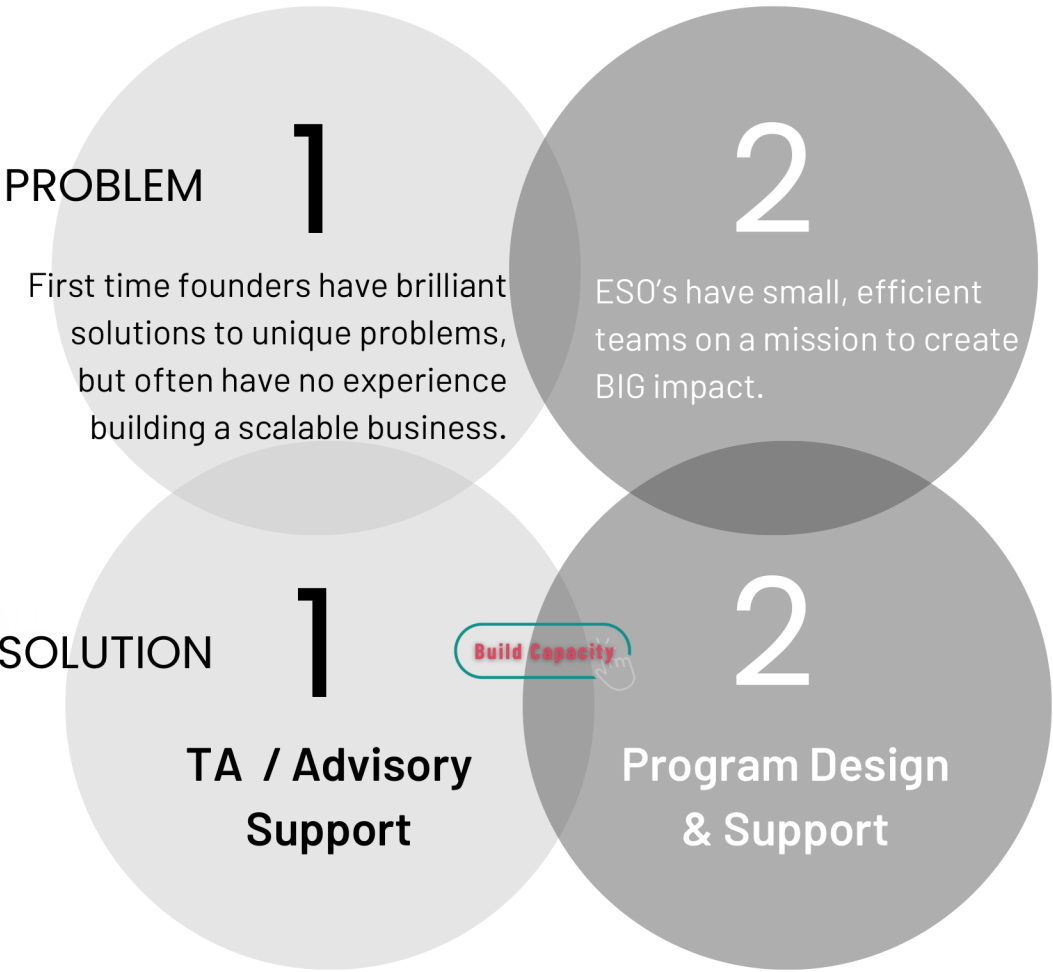 PROBLEM
1
First time founders have brilliant
solutions to unique problems,
but often have no experience
building a scalable business.
2
ESO's have small, efficient
teams on a mission to create
BIG impact.
SOLUTION
1
TA / Advisory
Support
Build Capacity
2
Program Design
& Support